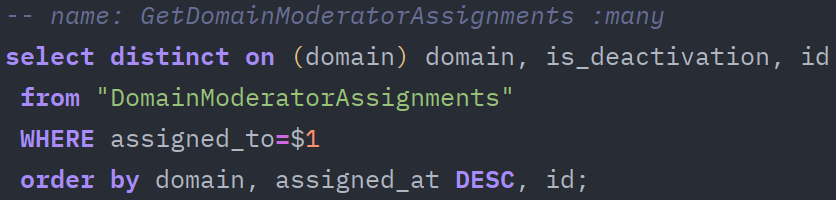 -- name: GetDomainModeratorAssignments :many
select distinct on (domain) domain, is_deactivation, id
from "DomainModeratorAssignments"
WHERE assigned_to=$1
order by domain, assigned_at DESC, id;